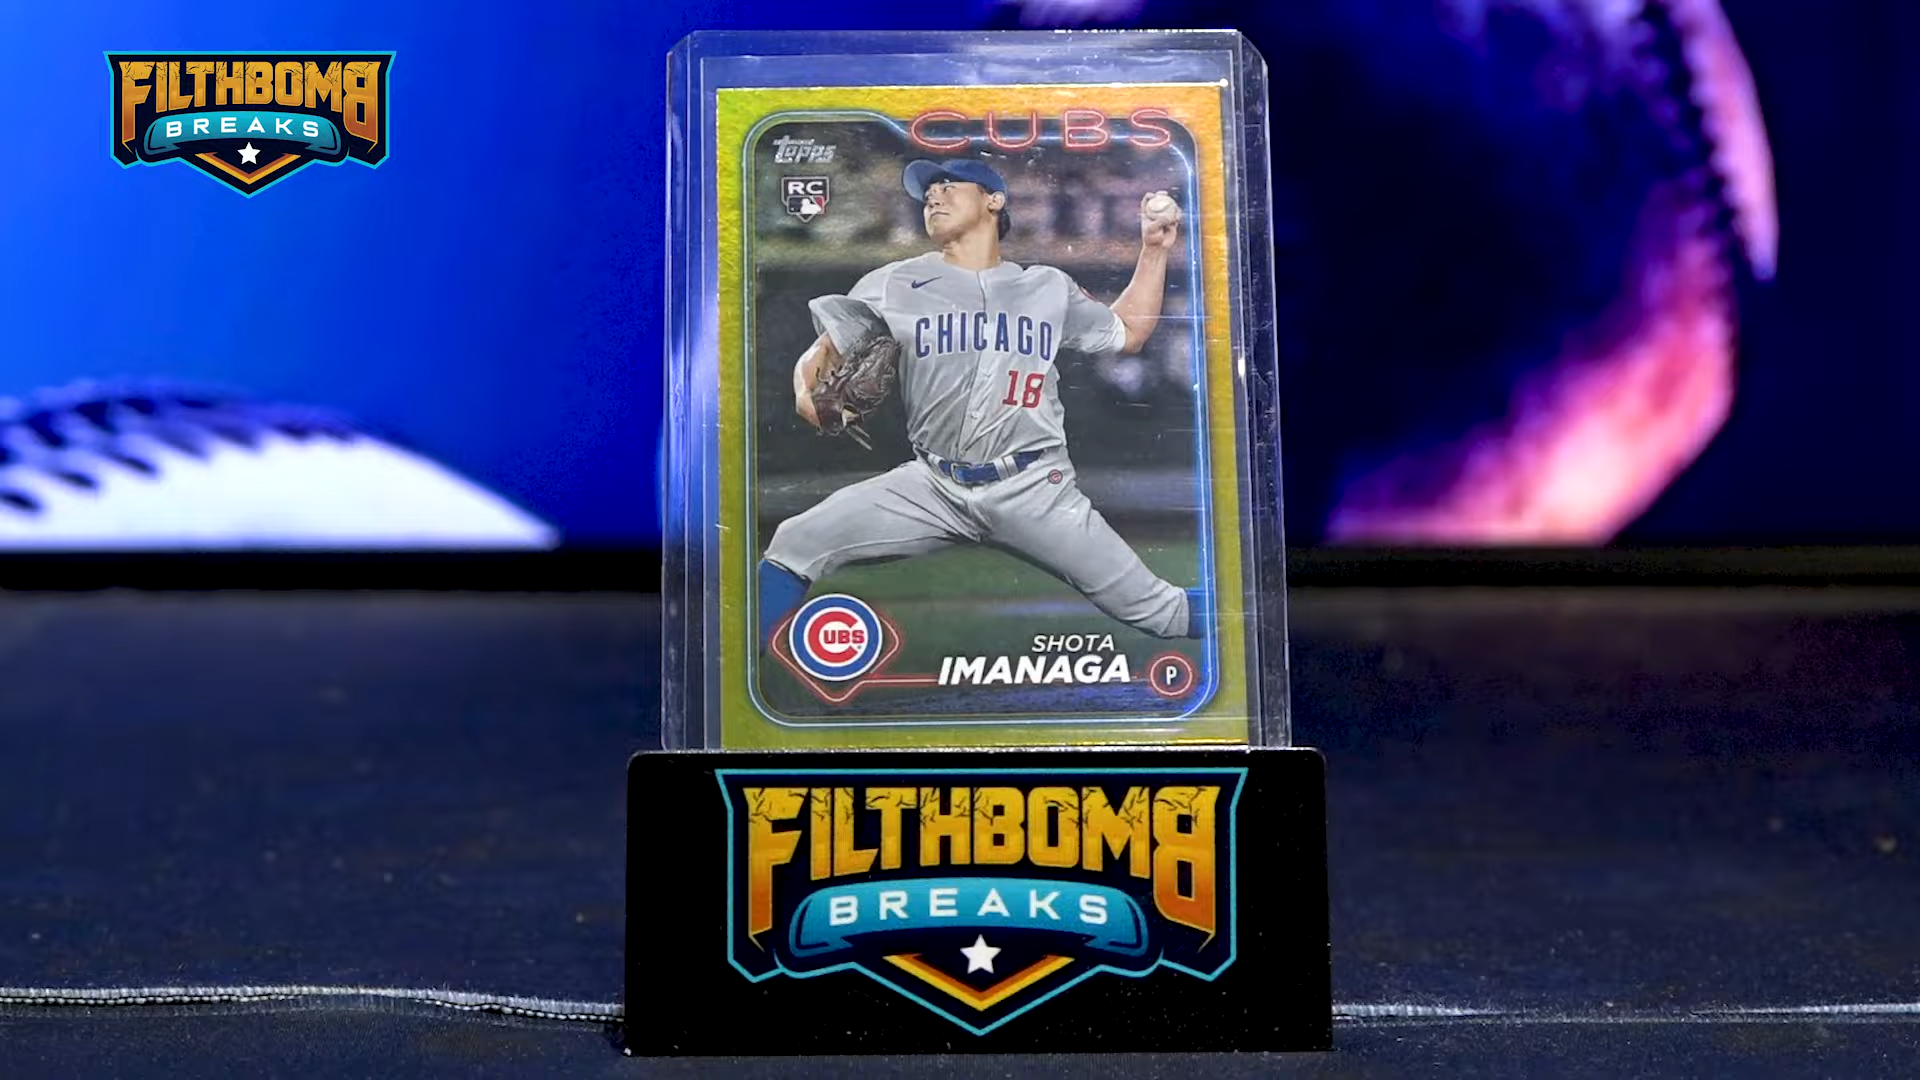 FILTHBOMB
BREAKS
CUBS
Topps
RC
CHICAGO
18
CUBS
SHOTA
IMANAGA
P
FILTHBOMB
BREAKS